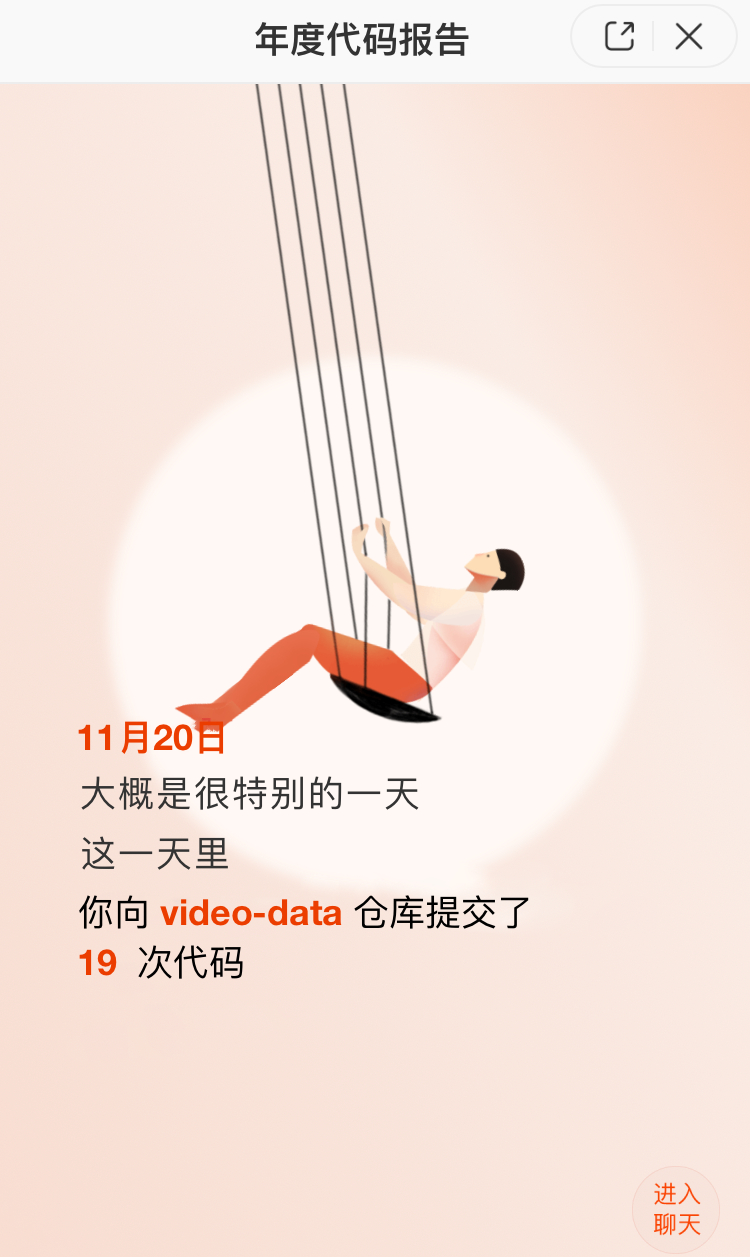 年度代码报告
11月20日
大概是很特别的一天
这一天里
你向 video-data 仓库提交了
19 次代码
进入
聊天